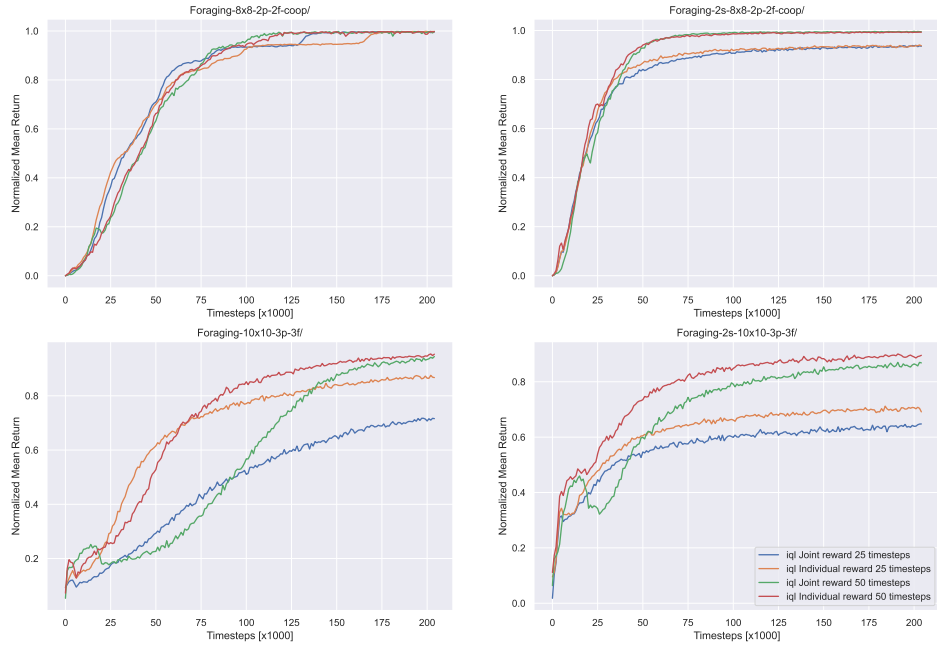 Foraging-8x8-2p-2f-coop/
1.0
0.8
0.6
0.4
0.2
0.0
Normalized Mean Return
0 25 50 75 100 125 150 175 200
Timesteps [x1000]
Foraging-2s-8x8-2p-2f-coop/
1.0
0.8
0.6
0.4
0.2
0.0
Normalized Mean Return
0 25 50 75 100 125 150 175 200
Timesteps [x1000]
Foraging-10x10-3p-3f/
0.8
0.6
0.4
0.2
Normalized Mean Return
0 25 50 75 100 125 150 175 200
Timesteps [x1000]
Foraging-2s-10x10-3p-3f/
0.8
0.6
0.4
0.2
0.0
Normalized Mean Return
0 25 50 75 100 125 150 175 200
Timesteps [x1000]
iql Joint reward 25 timesteps
iql Individual reward 25 timesteps
iql Joint reward 50 timesteps
iql Individual reward 50 timesteps